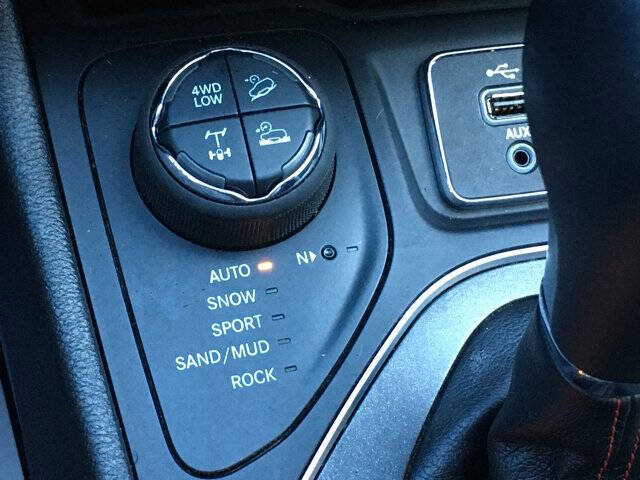 4WD
LOW
AUX
AUTO
N
SNOW
SPORT
SAND/MUD
ROCK